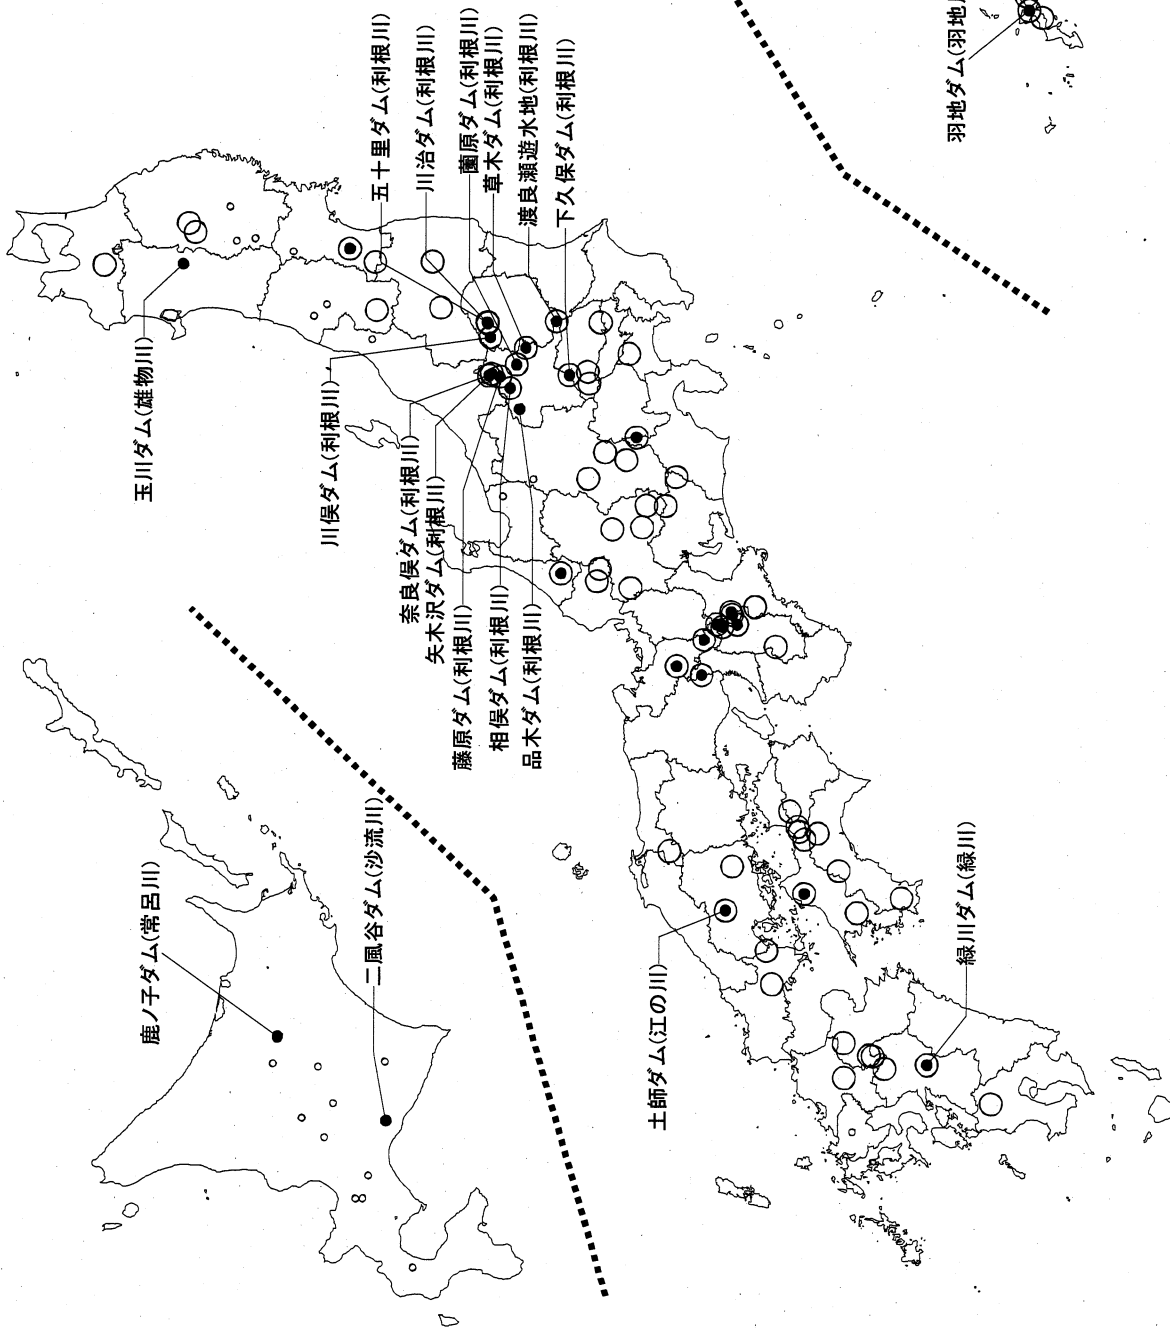 五十里ダム(利根川)
川治ダム(利根川)
薗原ダム(利根川)
草木ダム(利根川)
渡良瀬遊水地(利根川)
下久保ダム(利根川)
羽地ダム(羽地
玉川ダム(雄物川)
川俣ダム(利根川)
奈良俣ダム(利根川)
矢木沢ダム(利根川)
藤原ダム(利根川)
相俣ダム(利根川)
品木ダム(利根川)
鹿ノ子ダム(常呂川)
二風谷ダム(沙流川)
土師ダム(江の川)
緑川ダム(緑川)